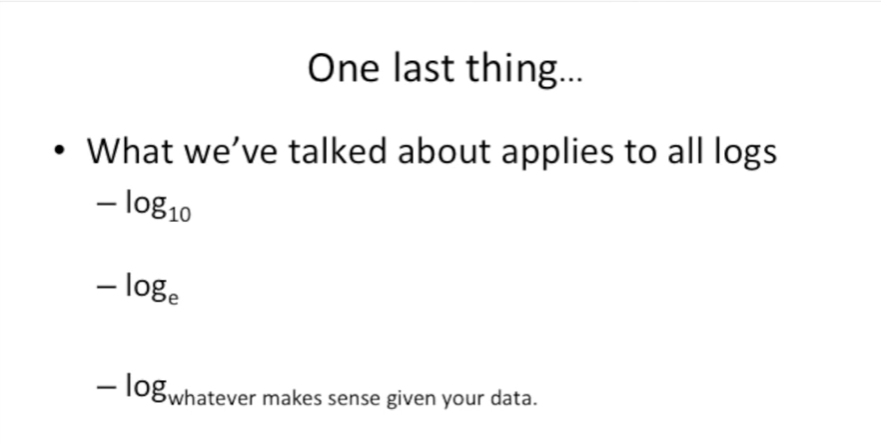 One last thing...
• What we've talked about applies to all logs
– log10
– loge
– logwhatever makes sense given your data.